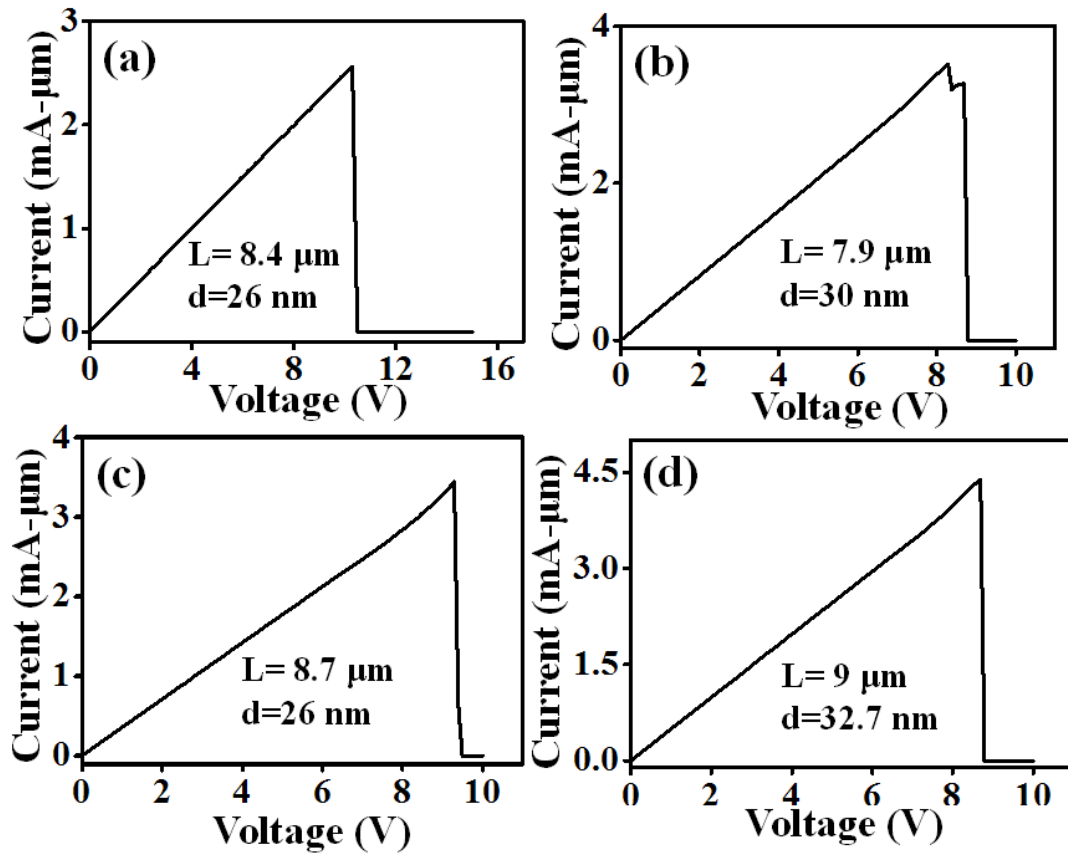 (a)
Current (mA-μm)
3
2
1
0
L= 8.4 μm
d=26 nm
0 4 8 12 16
Voltage (V)
(b)
Current (mA-μm)
4
2
0
L= 7.9 μm
d=30 nm
0 2 4 6 8 10
Voltage (V)
(c)
Current (mA-μm)
4
3
2
1
0
L= 8.7 μm
d=26 nm
0 2 4 6 8 10
Voltage (V)
(d)
Current (mA-μm)
4.5
3.0
1.5
0.0
L= 9 μm
d=32.7 nm
0 2 4 6 8 10
Voltage (V)